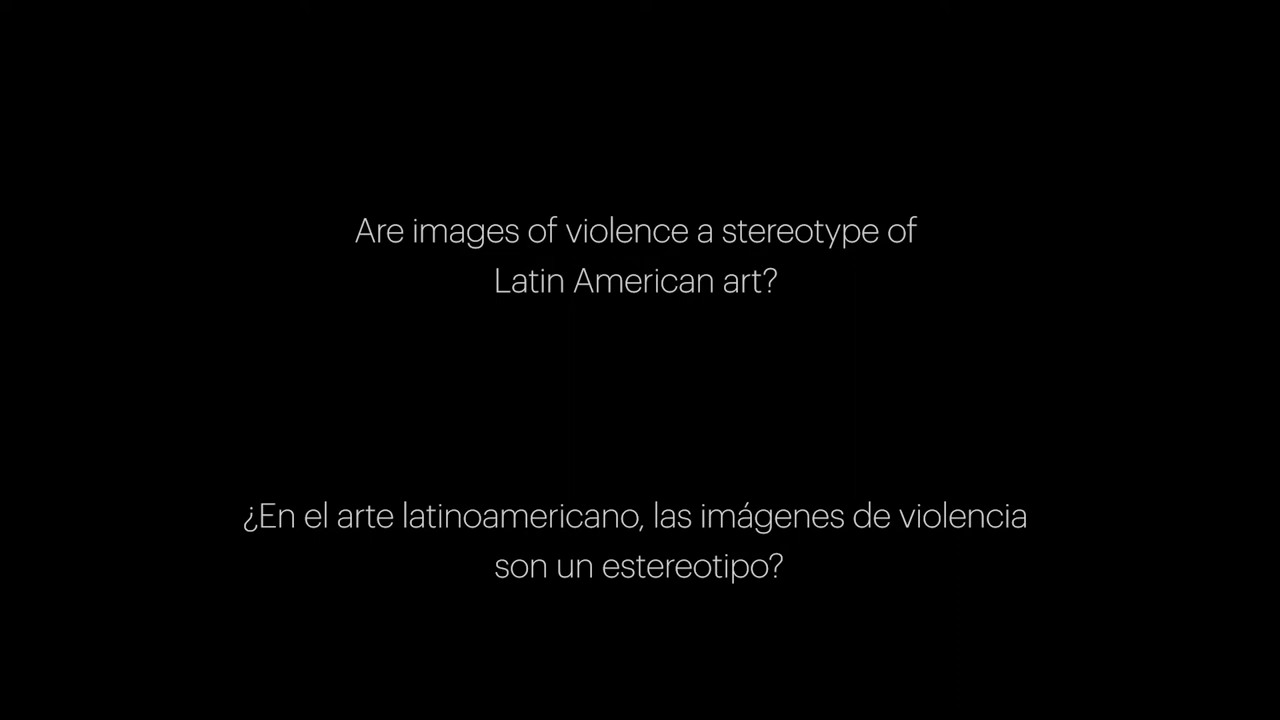 Are images of violence a stereotype of
Latin American art?
¿En el arte latinoamericano, las imágenes de violencia
son un estereotipo?